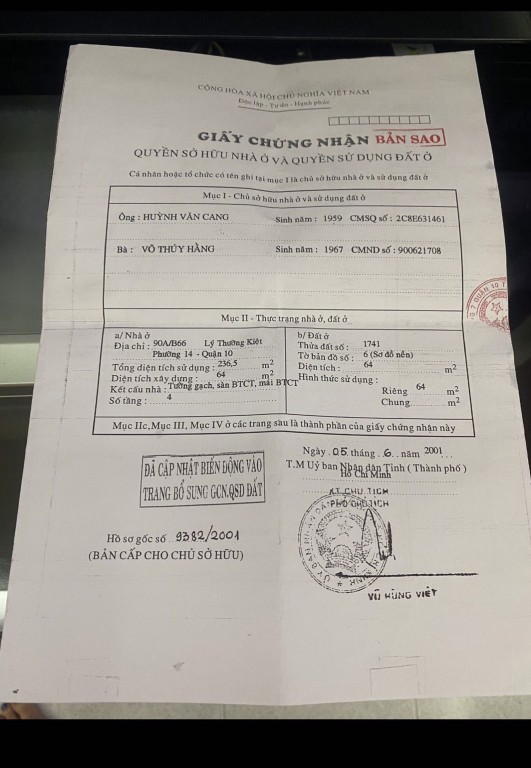 CỘNG HÒA XÃ HỘI CHỦ NGHĨA VIỆT NAM
Độc lập - Tự do - Hạnh phúc
GIẤY CHỨNG NHẬN BẢN SAO
QUYỀN SỞ HỮU NHÀ Ở VÀ QUYỀN SỬ DỤNG ĐẤT Ở
Cá nhân hoặc tổ chức có tên ghi tại mục I là chủ sở hữu nhà ở và sử dụng đất ở
Mục I - Chủ sở hữu nhà ở và sử dụng đất ở
Ông : HUỲNH VĂN CANG Sinh năm : 1959 CMSQ số : 2C8E631461
Bà : VÕ THÚY HẰNG Sinh năm : 1967 CMND số : 900621708
Mục II - Thực trạng nhà ở, đất ở
a/ Nhà ở
Địa chỉ : 90A/B66 Lý Thường Kiệt
Phường 14 - Quận 10
Tổng diện tích sử dụng : 236,5 m2
Diện tích xây dựng : 64 m2
Kết cấu nhà : Tường gạch, sàn BTCT, mái BTCT
Số tầng : 4
b/ Đất ở
Thửa đất số : 1741
Tờ bản đồ số : 6 (Sơ đồ nền)
Diện tích : 64 m2
Hình thức sử dụng :
Riêng 64 m2
Chung m2
Mục IIc, Mục III, Mục IV ở các trang sau là thành phần của giấy chứng nhận này
ĐÃ CẬP NHẬT BIẾN ĐỘNG VÀO
TRANG BỔ SUNG GCN.QSD ĐẤT
Hồ sơ gốc số 9382/2001
(BẢN CẤP CHO CHỦ SỞ HỮU)
Ngày 05 tháng 6 năm 2001
T.M Uỷ ban Nhân dân Tỉnh ( Thành phố )
Hồ Chí Minh
KT CHỦ TỊCH
PHÓ CHỦ TỊCH
VŨ HÙNG VIỆT